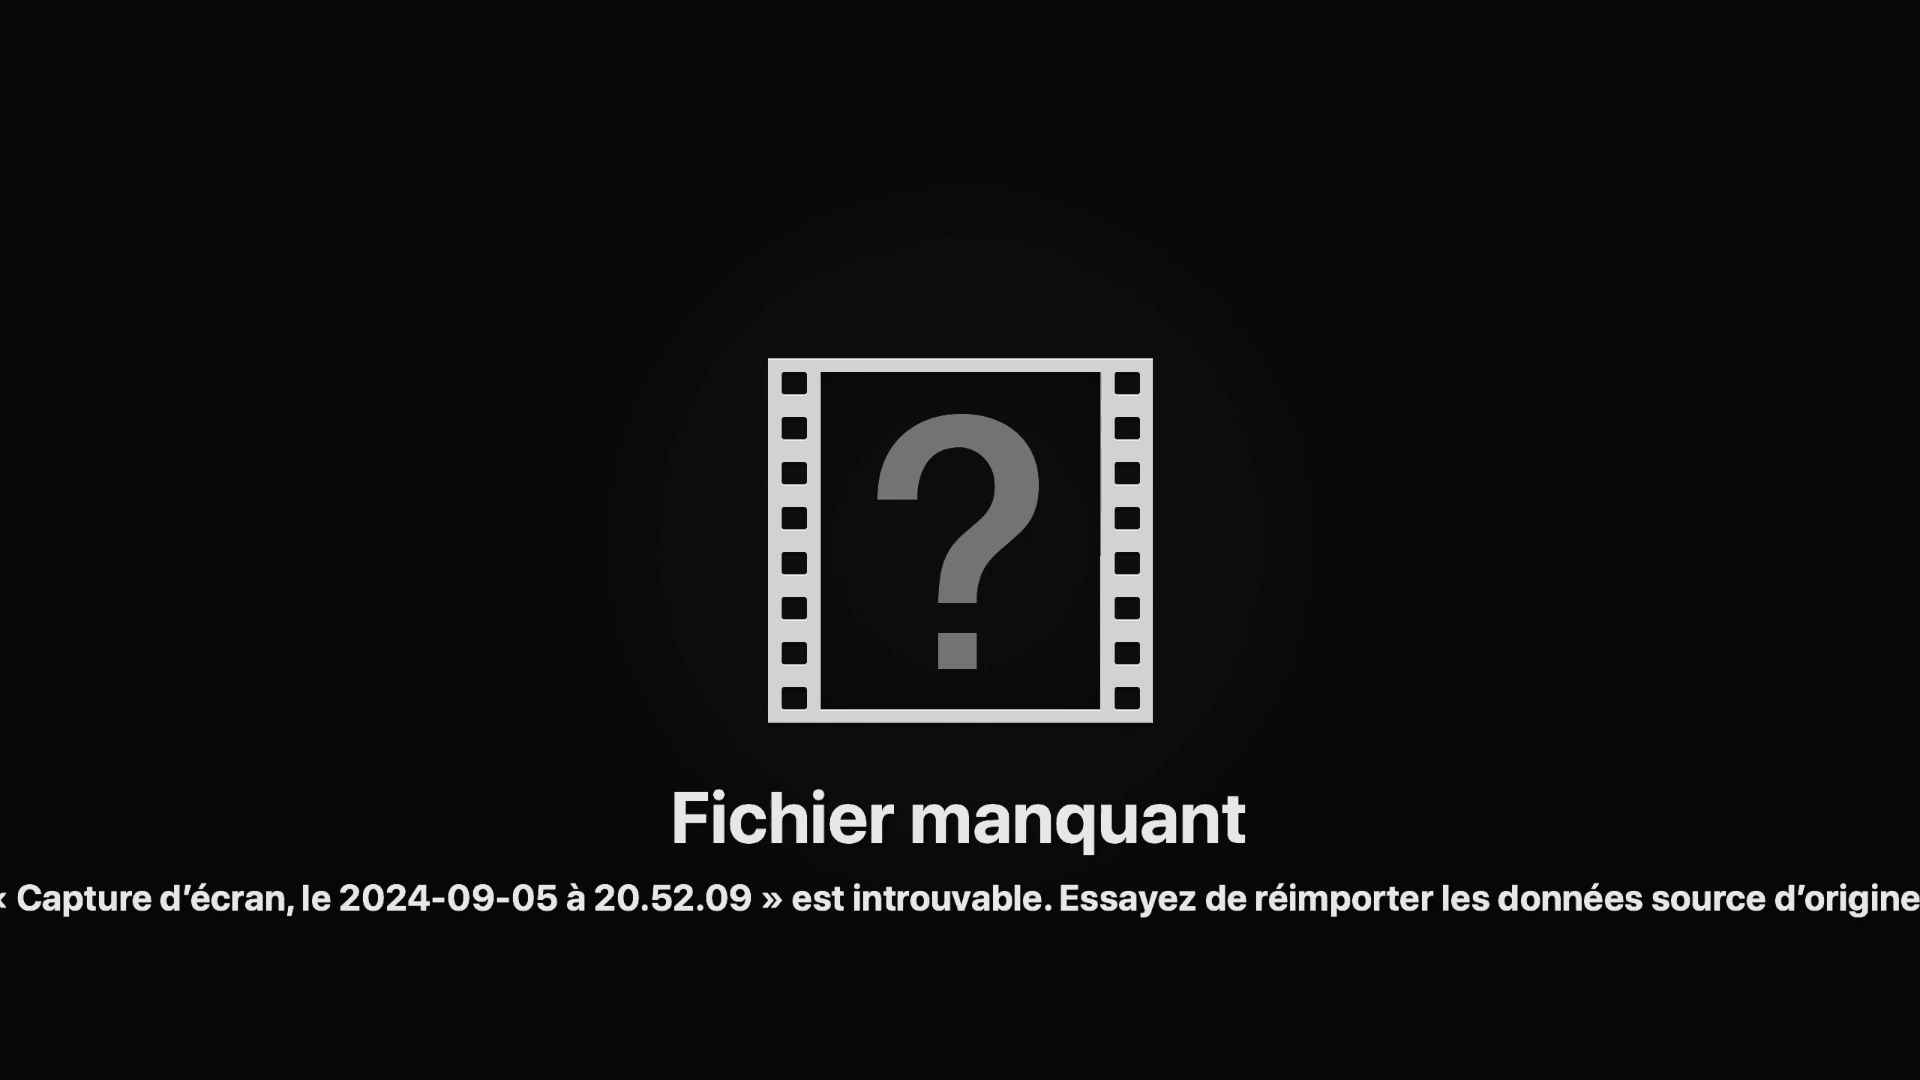 ?
Fichier manquant
« Capture d’écran, le 2024-09-05 à 20.52.09 » est introuvable. Essayez de réimporter les données source d’origine